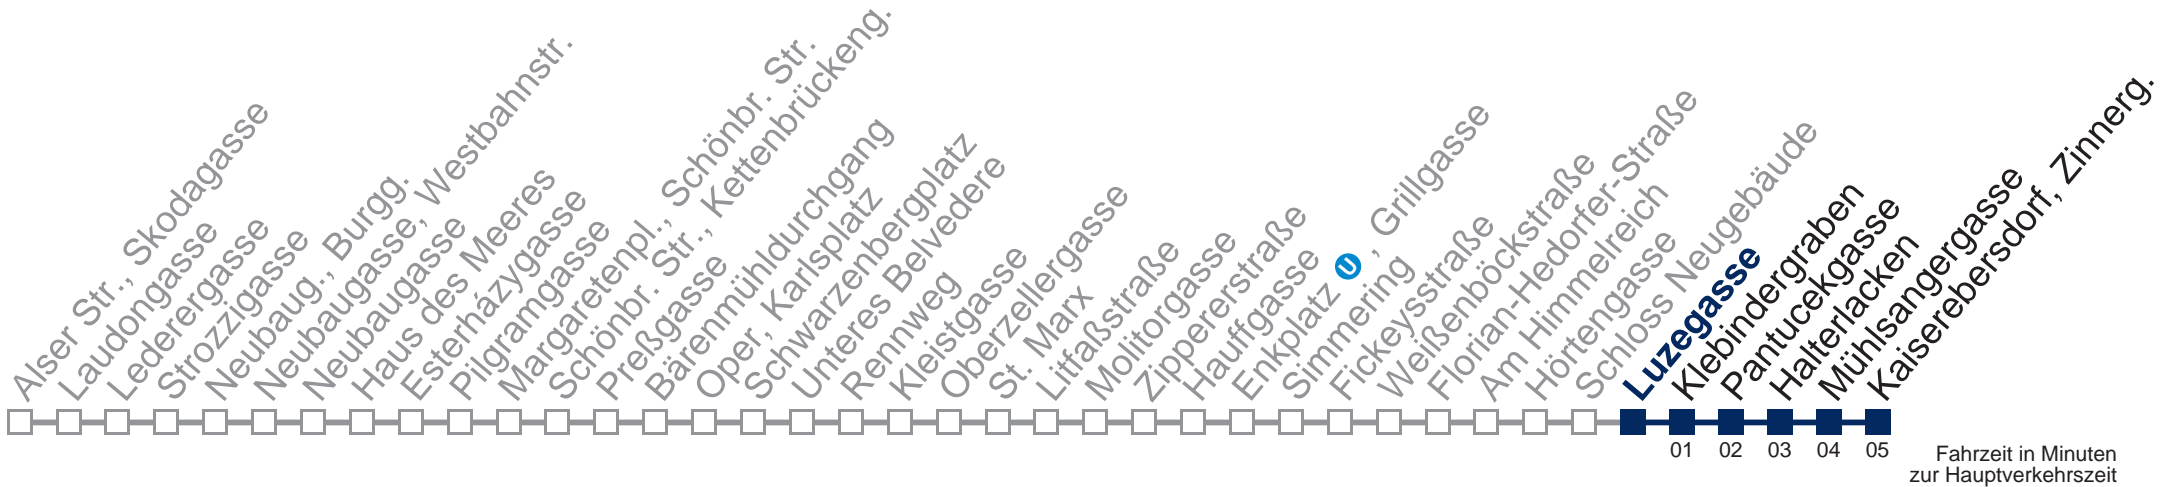 Alser Str., Skodagasse
Laudongasse
Lederergasse
Strozzigasse
Neubaug., Burgg.
Neubaugasse, Westbahnstr.
Neubaugasse
Haus des Meeres
Esterházygasse
Pilgramgasse
Margaretenpl., Schönbr. Str.
Schönbr. Str., Kettenbrückeng.
Preßgasse
Bärenmühldurchgang
Oper, Karlsplatz
Schwarzenbergplatz
Unteres Belvedere
Rennweg
Kleistgasse
Oberzellergasse
St. Marx
Litfaßstraße
Molitorgasse
Zippererstraße
Hauffgasse
Enkplatz U , Grillgasse
Simmering
Fickeysstraße
Weißenböckstraße
Florian-Hedorfer-Straße
Am Himmelreich
Hörtengasse
Schloss Neugebäude
Luzegasse
Klebindergraben
Pantucekgasse
Halterlacken
Mühlsangergasse
Kaiserebersdorf, Zinnerg.
01 02 03 04 05
Fahrzeit in Minuten
zur Hauptverkehrszeit